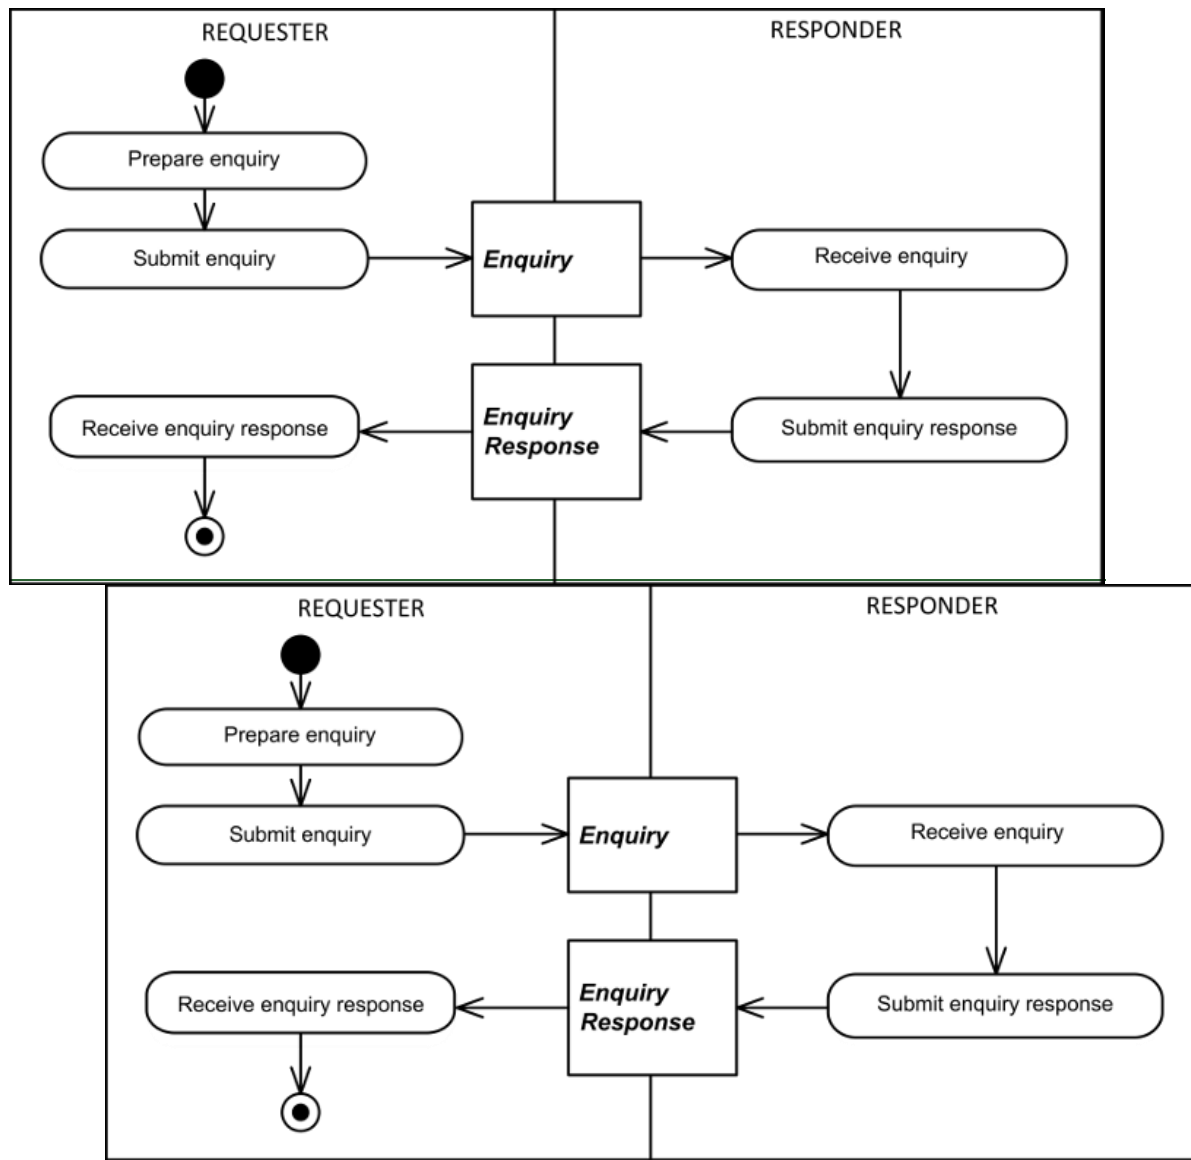 REQUESTER
RESPONDER
Prepare enquiry
Submit enquiry
Enquiry
Receive enquiry
Receive enquiry response
Enquiry
Response
Submit enquiry response
REQUESTER
RESPONDER
Prepare enquiry
Submit enquiry
Enquiry
Receive enquiry
Receive enquiry response
Enquiry
Response
Submit enquiry response